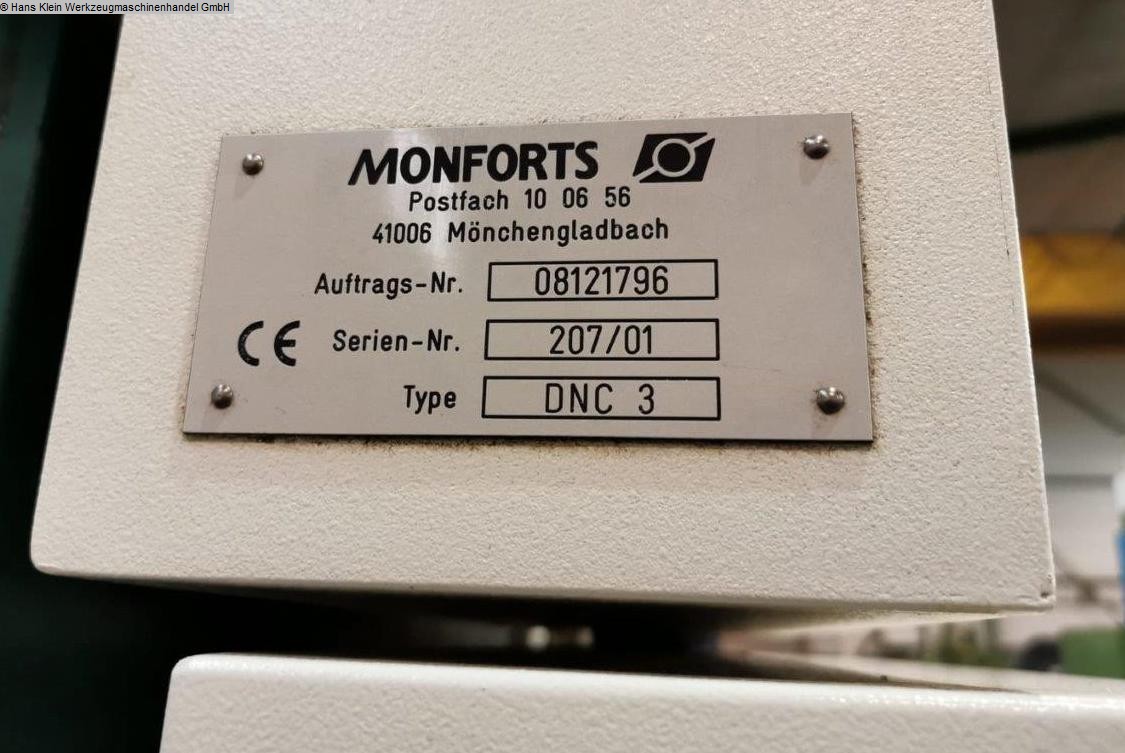 © Hans Klein Werkzeugmaschinenhandel GmbH
MONFORTS
Postfach 10 06 56
41006 Mönchengladbach
Auftrags-Nr. 08121796
CE Serien-Nr. 207/01
Type DNC 3